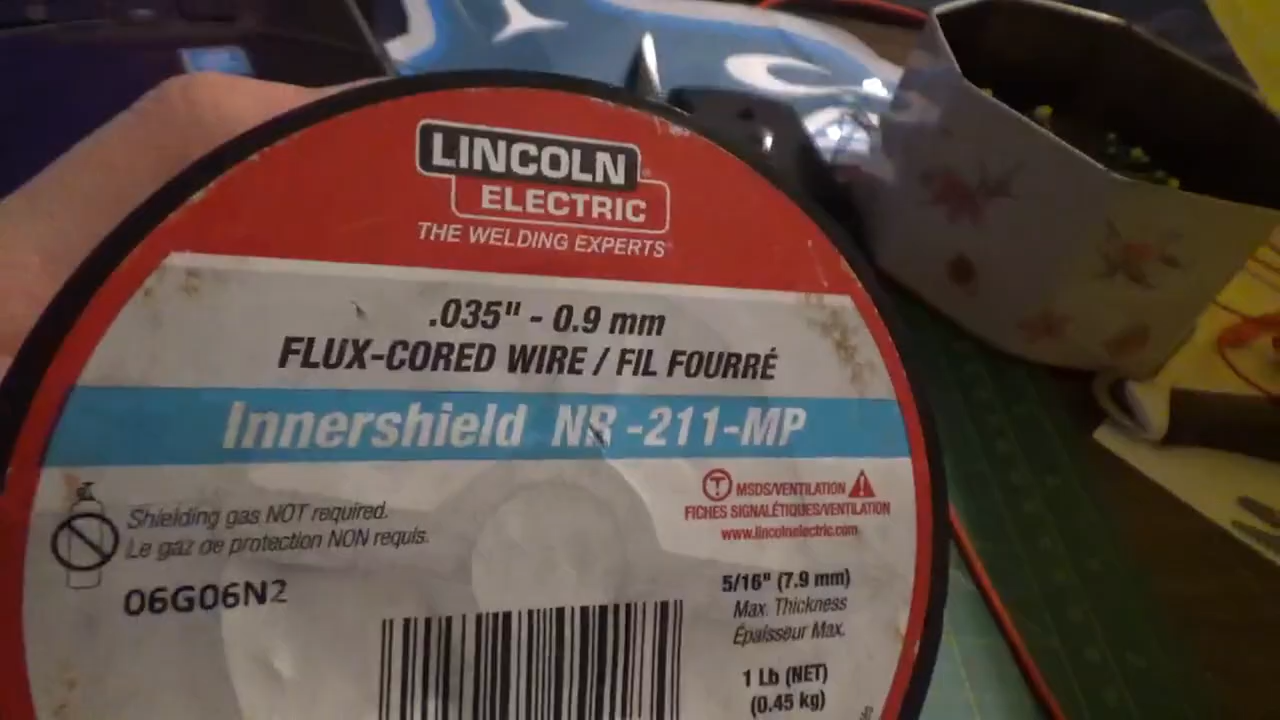 LINCOLN
ELECTRIC
THE WELDING EXPERTS
.035" - 0.9 mm
FLUX-CORED WIRE / FIL FOURRÉ
Innershield NR-211-MP
MSDS/VENTILATION
FICHES SIGNALÉTIQUES/VENTILATION
www.lincolnelectric.com
Shielding gas NOT required.
Le gaz de protection NON requis.
06G06N2
5/16" (7.9 mm)
Max. Thickness
Épaisseur Max.
1 Lb (NET)
(0.45 kg)